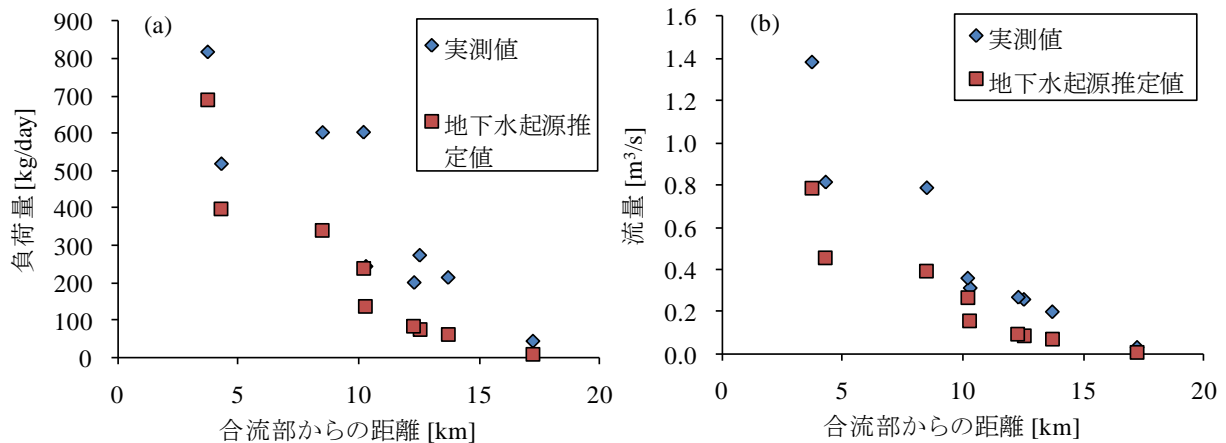 (a)
900
800
700
600
500
400
300
200
100
0
負荷量 [kg/day]
実測値
地下水起源推
定値
0 5 10 15 20
合流部からの距離 [km]
(b)
1.6
1.4
1.2
1.0
0.8
0.6
0.4
0.2
0.0
流量 [m³/s]
実測値
地下水起源推定値
0 5 10 15 20
合流部からの距離 [km]